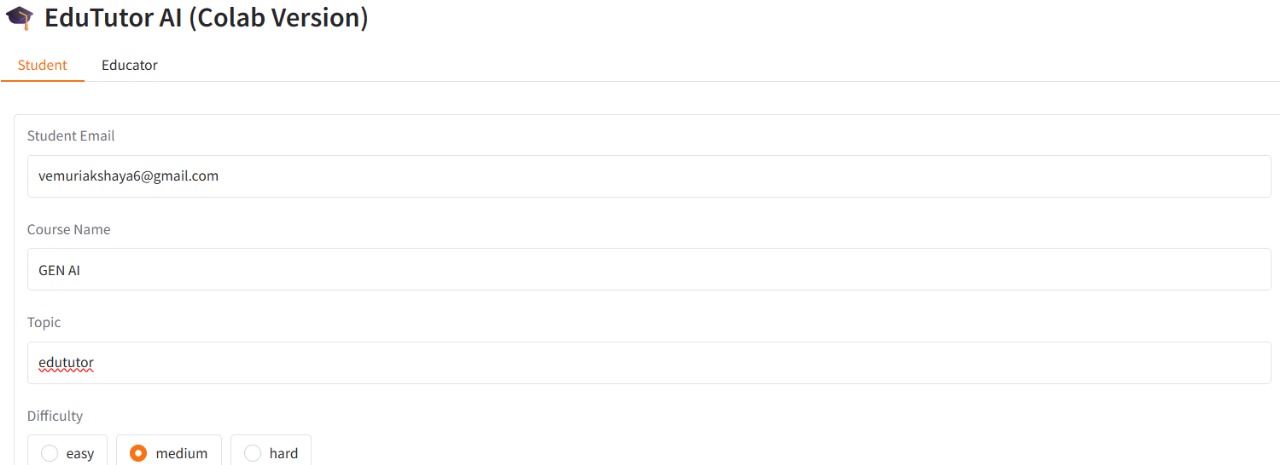 EduTutor AI (Colab Version)
Student Educator
Student Email
vemuriakshaya6@gmail.com
Course Name
GEN AI
Topic
edututor
Difficulty
easy medium hard